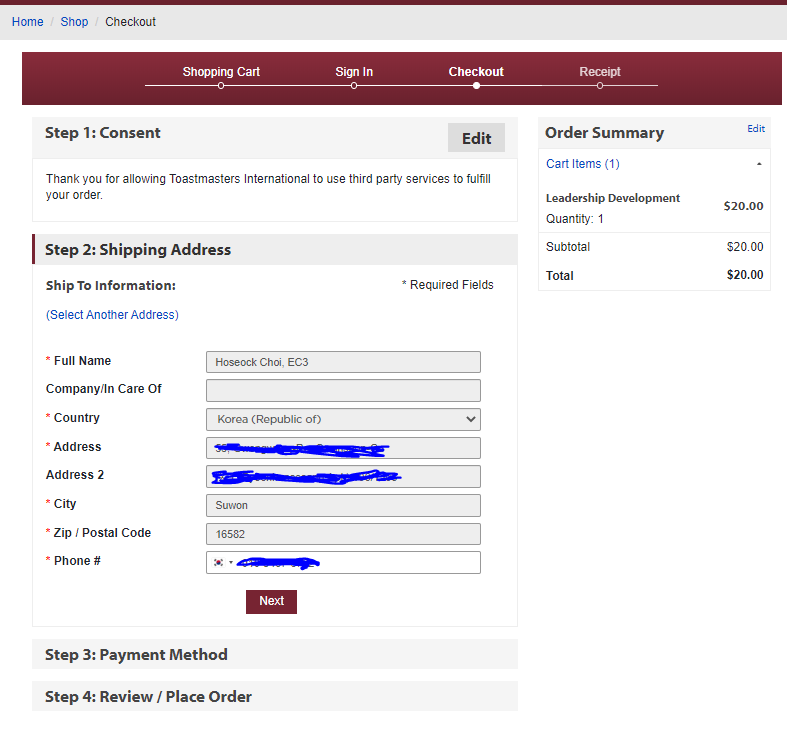 Home / Shop / Checkout
Shopping Cart
Sign In
Checkout
Receipt
Step 1: Consent
Edit
Thank you for allowing Toastmasters International to use third party services to fulfill
your order.
Step 2: Shipping Address
Ship To Information:
* Required Fields
(Select Another Address)
* Full Name
Hoseock Choi, EC3
Company/In Care Of
* Country
Korea (Republic of)
* Address
Address 2
* City
Suwon
* Zip / Postal Code
16582
* Phone #
Next
Step 3: Payment Method
Step 4: Review / Place Order
Order Summary
Edit
Cart Items (1)
Leadership Development
$20.00
Quantity: 1
Subtotal
$20.00
Total
$20.00